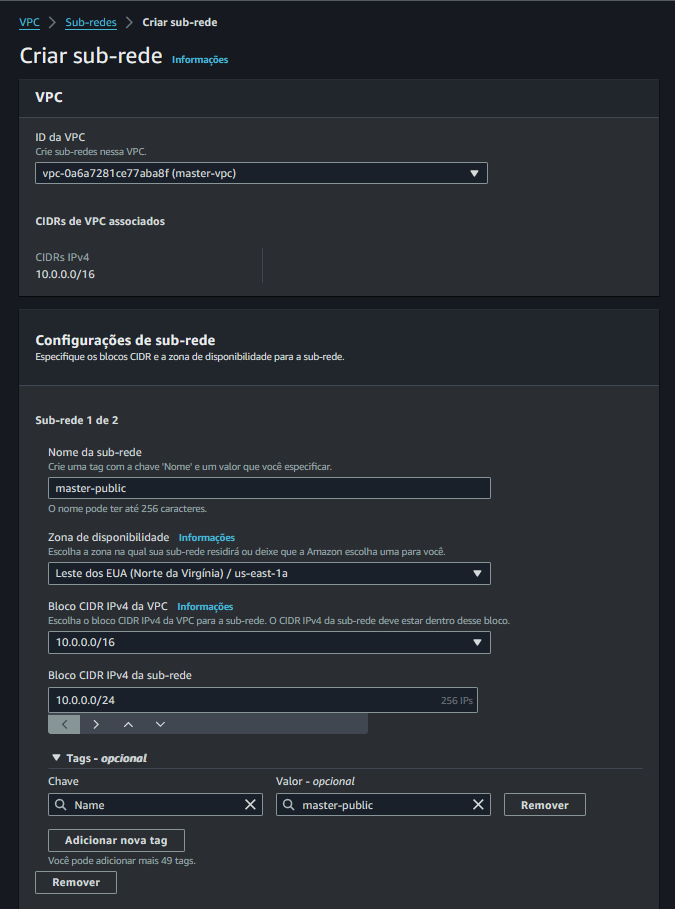 VPC > Sub-redes > Criar sub-rede
Criar sub-rede Informações
VPC
ID da VPC
Crie sub-redes nessa VPC.
vpc-0a6a7281ce77aba8f (master-vpc)
CIDRs de VPC associados
CIDRs IPv4
10.0.0.0/16
Configurações de sub-rede
Especifique os blocos CIDR e a zona de disponibilidade para a sub-rede.
Sub-rede 1 de 2
Nome da sub-rede
Crie uma tag com a chave 'Nome' e um valor que você especificar.
master-public
O nome pode ter até 256 caracteres.
Zona de disponibilidade Informações
Escolha a zona na qual sua sub-rede residirá ou deixe que a Amazon escolha uma para você.
Leste dos EUA (Norte da Virgínia) / us-east-1a
Bloco CIDR IPv4 da VPC Informações
Escolha o bloco CIDR IPv4 da VPC para a sub-rede. O CIDR IPv4 da sub-rede deve estar dentro desse bloco.
10.0.0.0/16
Bloco CIDR IPv4 da sub-rede
10.0.0.0/24 256 IPs
Tags - opcional
Chave Valor - opcional
Name master-public Remover
Adicionar nova tag
Você pode adicionar mais 49 tags.
Remover